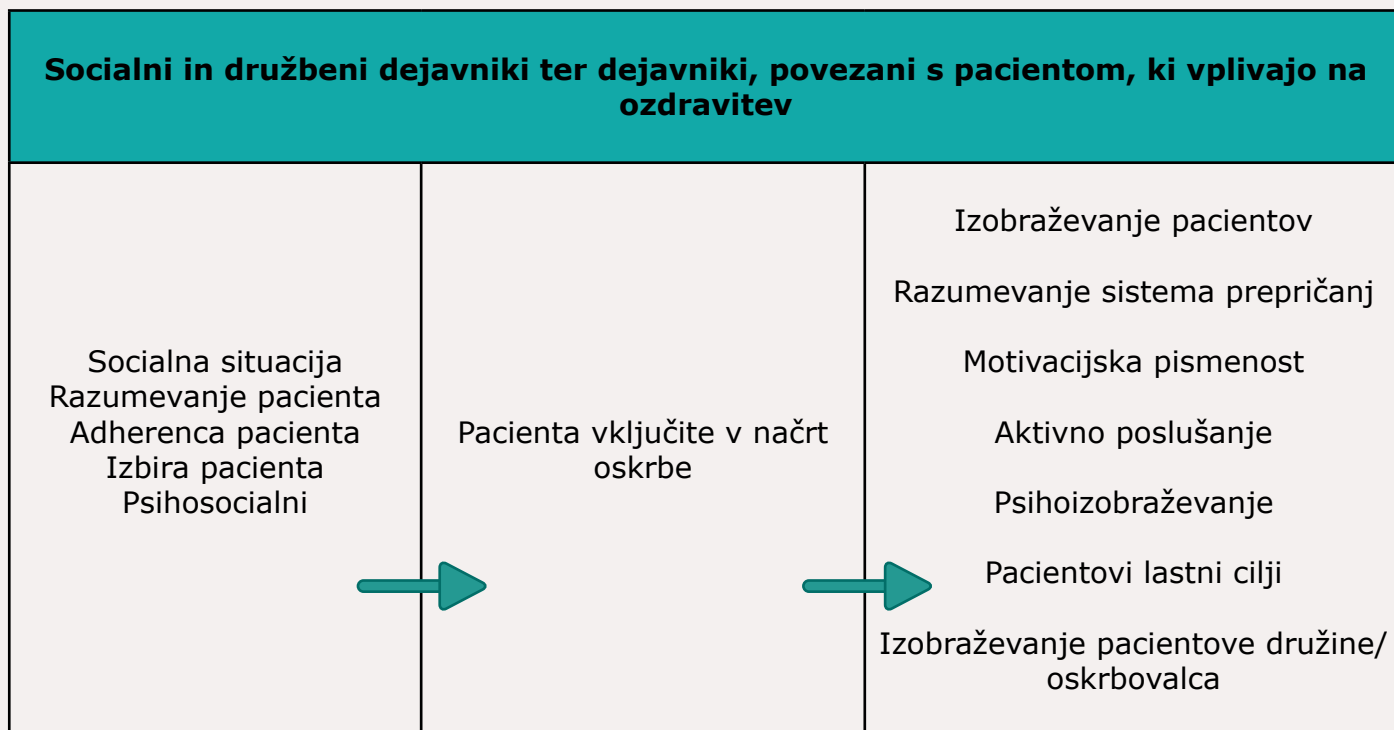 Socialni in družbeni dejavniki ter dejavniki, povezani s pacientom, ki vplivajo na
ozdravitev
Socialna situacija
Razumevanje pacienta
Adherenca pacienta
Izbira pacienta
Psihosocialni
Pacienta vključite v načrt
oskrbe
Izobraževanje pacientov
Razumevanje sistema prepričanj
Motivacijska pismenost
Aktivno poslušanje
Psihoizobraževanje
Pacientovi lastni cilji
Izobraževanje pacientove družine/
oskrbovalca